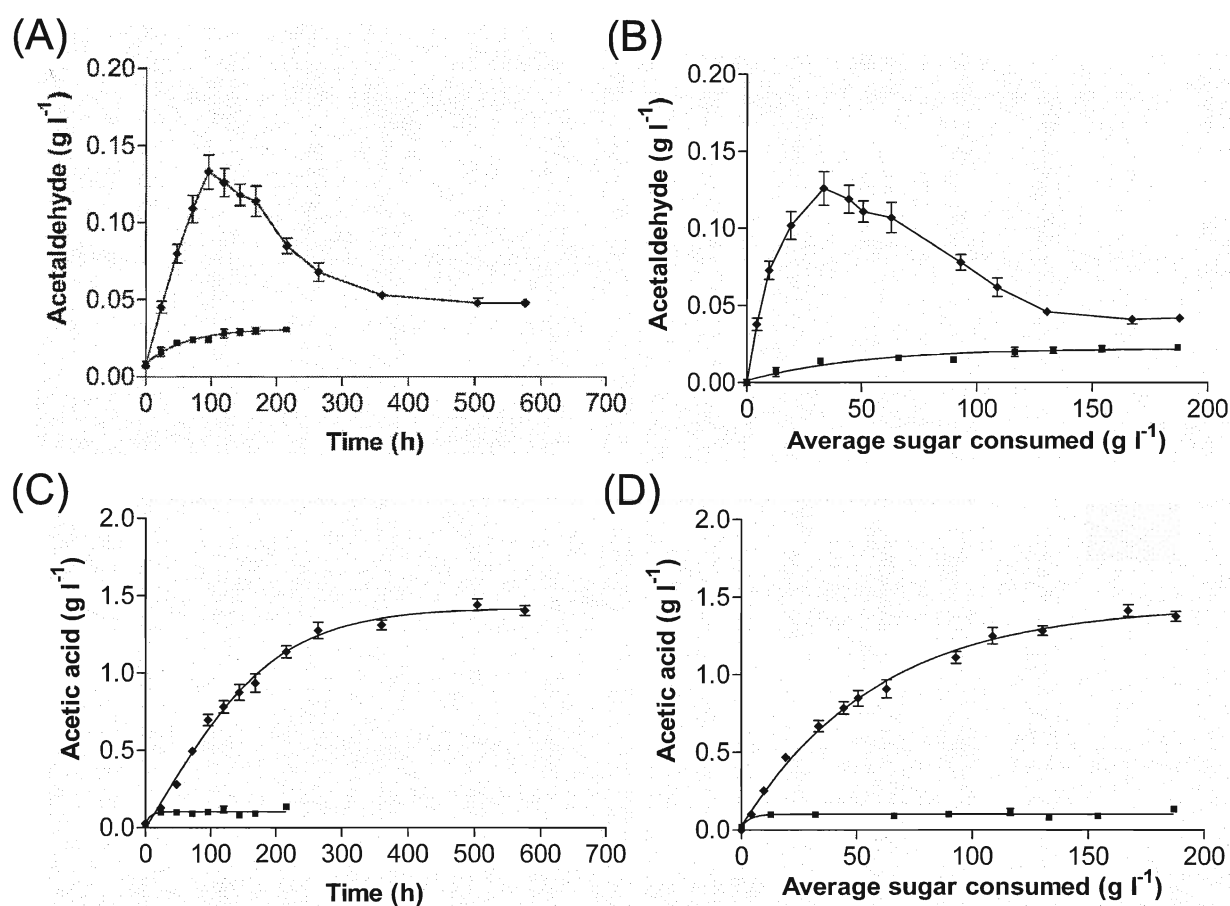 (A)
0.20
0.15
0.10
0.05
0.00
Acetaldehyde (g l⁻¹)
0 100 200 300 400 500 600 700
Time (h)
(B)
0.20
0.15
0.10
0.05
0.00
Acetaldehyde (g l⁻¹)
0 50 100 150 200
Average sugar consumed (g l⁻¹)
(C)
2.0
1.5
1.0
0.5
0.0
Acetic acid (g l⁻¹)
0 100 200 300 400 500 600 700
Time (h)
(D)
2.0
1.5
1.0
0.5
0.0
Acetic acid (g l⁻¹)
0 50 100 150 200
Average sugar consumed (g l⁻¹)